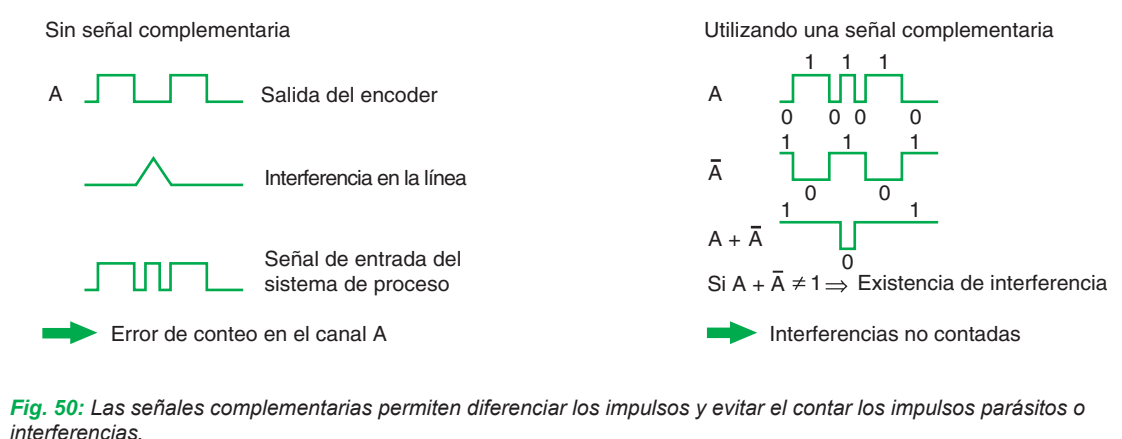 Sin señal complementaria
A
Salida del encoder
Interferencia en la línea
Señal de entrada del
sistema de proceso
Error de conteo en el canal A
Utilizando una señal complementaria
1 1 1
A
0 0 0 0
1 1 1
A̅
0 0
1 1
A + A̅
0
Si A + A̅ ≠ 1 ⇒ Existencia de interferencia
Interferencias no contadas
Fig. 50: Las señales complementarias permiten diferenciar los impulsos y evitar el contar los impulsos parásitos o
interferencias.